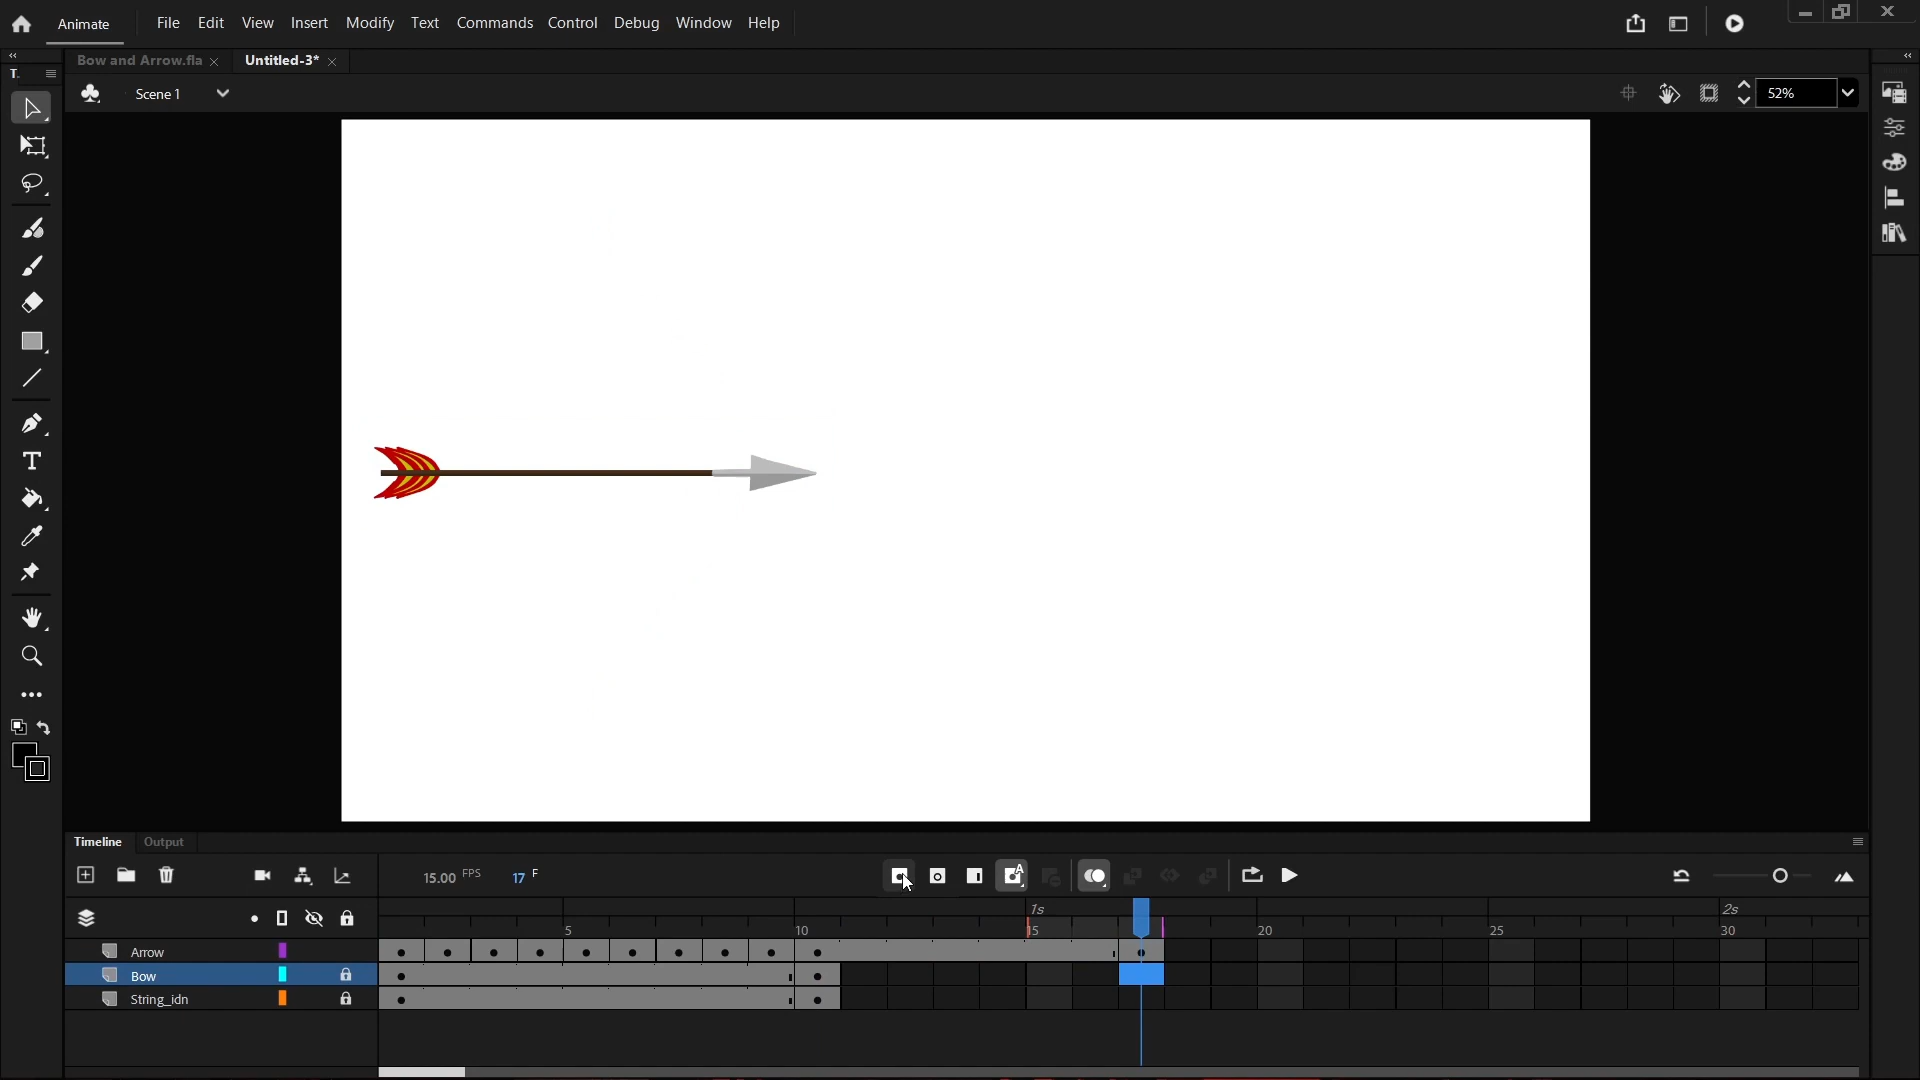 Animate File Edit View Insert Modify Text Commands Control Debug Window Help
Bow and Arrow.fla Untitled-3*
T.
Scene 1 52%
Timeline Output
15.00 FPS 17 F
1s 2s
5 10 15 20 25 30
Arrow
Bow
String_idn